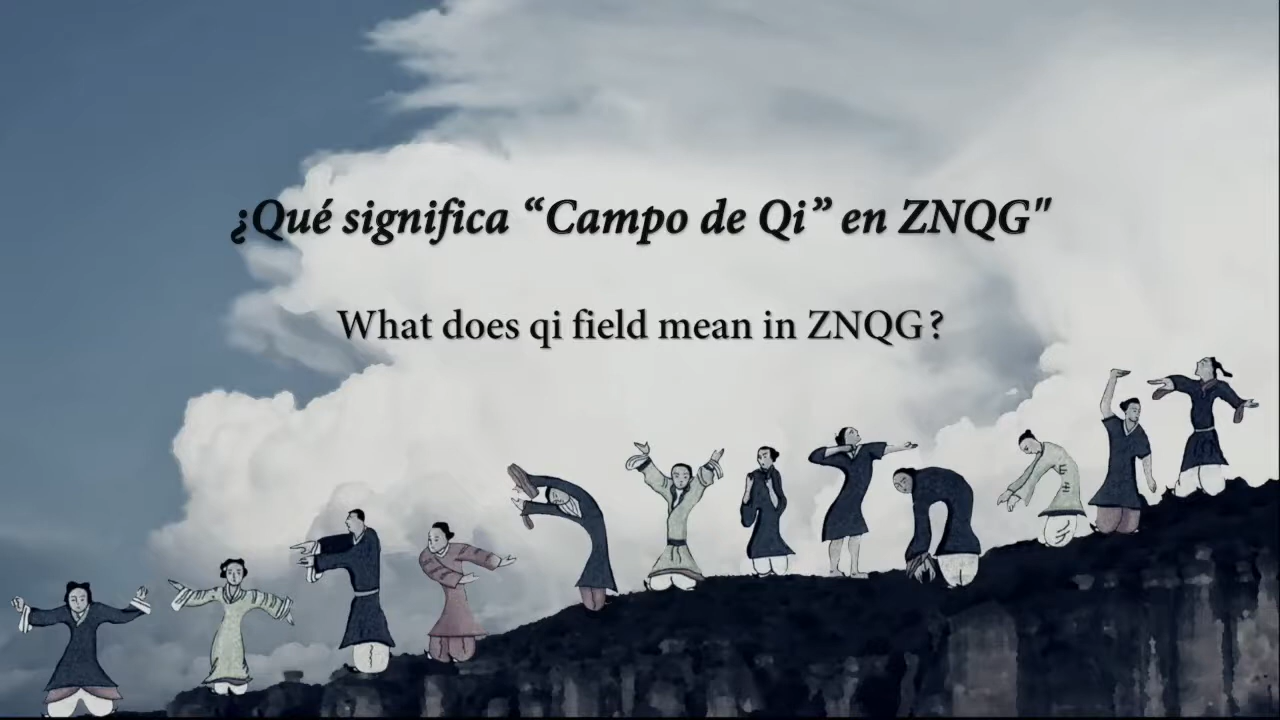 ¿Qué significa “Campo de Qi” en ZNQG"
What does qi field mean in ZNQG?